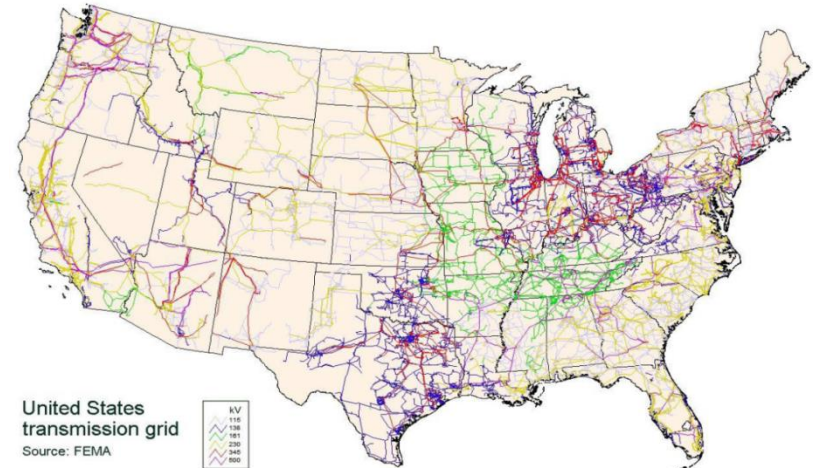 United States
transmission grid
Source: FEMA
kV
115
138
161
230
345
500